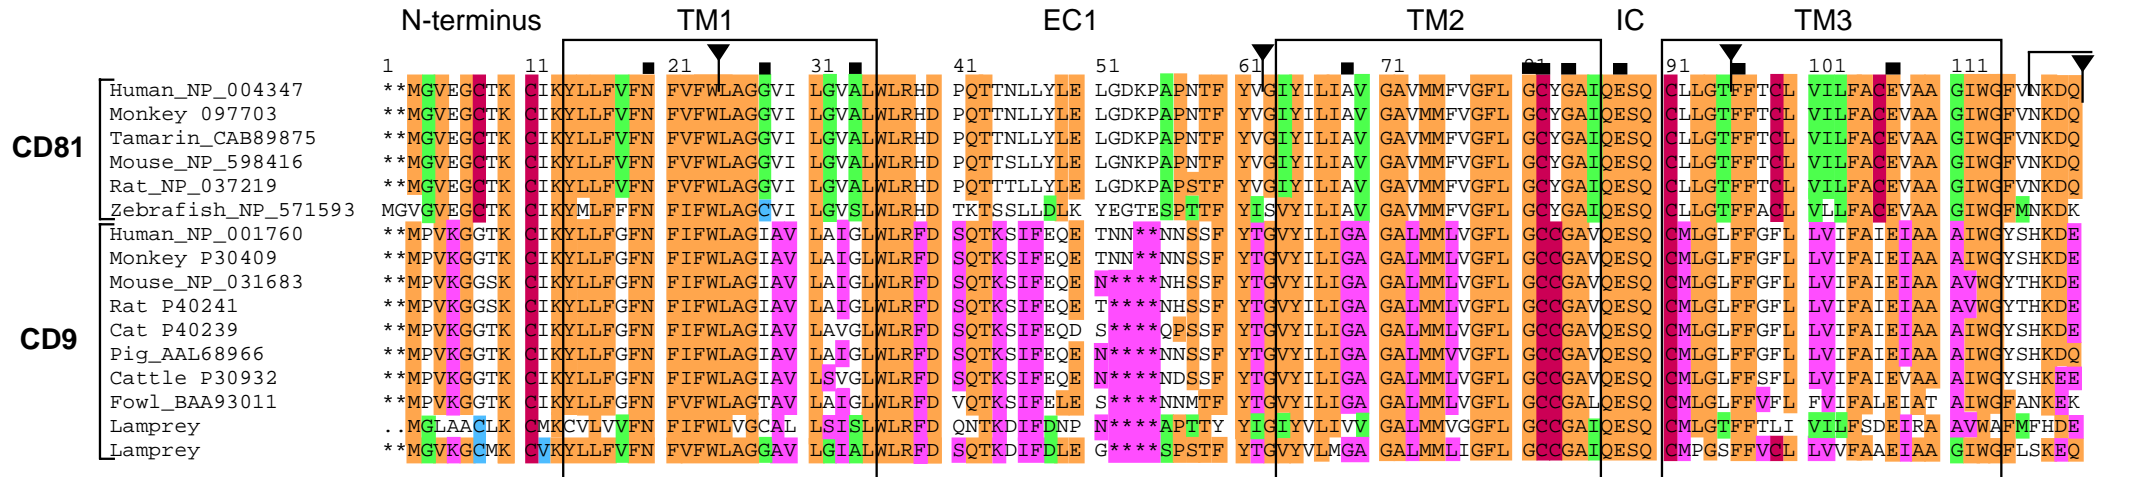 N-terminus TM1 EC1 TM2 IC TM3
1 11 21 31 41 51 61 71 81 91 101 111
CD81
Human_NP_004347 **MGVEGCTK CIKYLLFVFN FVFWLAGGVI LGVALWLRHD PQTTNLLYLE LGDKPAPNTF YVGIYILIAV GAVMMFVGFL GCYGAIQESQ CLLGTFFTCL VILFACEVAA GIWGFVNKDQ
Monkey 097703 **MGVEGCTK CIKYLLFVFN FVFWLAGGVI LGVALWLRHD PQTTNLLYLE LGDKPAPNTF YVGIYILIAV GAVMMFVGFL GCYGAIQESQ CLLGTFFTCL VILFACEVAA GIWGFVNKDQ
Tamarin_CAB89875 **MGVEGCTK CIKYLLFVFN FVFWLAGGVI LGVALWLRHD PQTTNLLYLE LGDKPAPNTF YVGIYILIAV GAVMMFVGFL GCYGAIQESQ CLLGTFFTCL VILFACEVAA GIWGFVNKDQ
Mouse_NP_598416 **MGVEGCTK CIKYLLFVFN FVFWLAGGVI LGVALWLRHD PQTTSLLYLE LGNKPAPNTF YVGIYILIAV GAVMMFVGFL GCYGAIQESQ CLLGTFFTCL VILFACEVAA GIWGFVNKDQ
Rat_NP_037219 **MGVEGCTK CIKYLLFVFN FVFWLAGGVI LGVALWLRHD PQTTTLLYLE LGDKPAPSTF YVGIYILIAV GAVMMFVGFL GCYGAIQESQ CLLGTFFTCL VILFACEVAA GIWGFVNKDQ
Zebrafish_NP_571593 MGVGVEGCTK CIKYMLFFFN FIFWLAGCVI LGVSLWLRHD TKTSSLLDLK YEGTESPTTF YISVYILIAV GAVMMFVGFL GCYGAIQESQ CLLGTFFACL VLLFACEVAA GIWGFMNKDK
CD9
Human_NP_001760 **MPVKGGTK CIKYLLFGFN FIFWLAGIAV LAIGLWLRFD SQTKSIFEQE TNN**NNSSF YTGVYILIGA GALMMLVGFL GCCGAVQESQ CMLGLFFGFL LVIFAIEIAA AIWGYSHKDE
Monkey P30409 **MPVKGGTK CIKYLLFGFN FIFWLAGIAV LAIGLWLRFD SQTKSIFEQE TNN**NNSSF YTGVYILIGA GALMMLVGFL GCCGAVQESQ CMLGLFFGFL LVIFAIEIAA AIWGYSHKDE
Mouse_NP_031683 **MPVKGGSK CIKYLLFGFN FIFWLAGIAV LAIGLWLRFD SQTKSIFEQE N****NHSSF YTGVYILIGA GALMMLVGFL GCCGAVQESQ CMLGLFFGFL LVIFAIEIAA AVWGYTHKDE
Rat P40241 **MPVKGGSK CIKYLLFGFN FIFWLAGIAV LAIGLWLRFD SQTKSIFEQE T****NHSSF YTGVYILIGA GALMMLVGFL GCCGAVQESQ CMLGLFFGFL LVIFAIEIAA AVWGYTHKDE
Cat P40239 **MPVKGGTK CIKYLLFGFN FIFWLAGIAV LAVGLWLRFD SQTKSIFEQD S****QPSSF YTGVYILIGA GALMMLVGFL GCCGAVQESQ CMLGLFFGFL LVIFAIEIAA AIWGYSHKDE
Pig_AAL68966 **MPVKGGTK CIKYLLFGFN FIFWLAGIAV LAIGLWLRFD SQTKSIFEQE N****NNSSF YTGVYILIGA GALMMVVGFL GCCGAVQESQ CMLGLFFGFL LVIFAIEIAA AIWGYSHKDQ
Cattle P30932 **MPVKGGTK CIKYLLFGFN FIFWLAGIAV LSVGLWLRFD SQTKSIFEQE N****NDSSF YTGVYILIGA GALMMLVGFL GCCGAVQESQ CMLGLFFSFL LVIFAIEVAA AIWGYSHKEE
Fowl_BAA93011 **MPVKGGTK CIKYLLFGFN FIFWLAGTAV LAIGLWLRFD VQTKSIFELE S****NNMTF YTGVYILIGA GALMMLVGFL GCCGALQESQ CMLGLFFVFL FVIFALEIAT AIWGFANKEK
Lamprey ..MGLAACLK CMKCVLVVFN FIFWLVGCAL LSISLWLRFD QNTKDIFDNP N****APTTY YIGIYVLIVV GALMMVGGFL GCCGAIQESQ CMLGTFFTLI VILFSDEIRA AVWAFMFHDE
Lamprey **MGVKGCMK CVKYLLFVFN FIFWLAGGAV LGIALWLRFD QNTKDIFDLE G****SPSTF YTGVYVLMGA GALMMLIGFL GCCGAIQESQ CMPGSFFVCL LVVFAAEIAA GIWGFLSKEQ